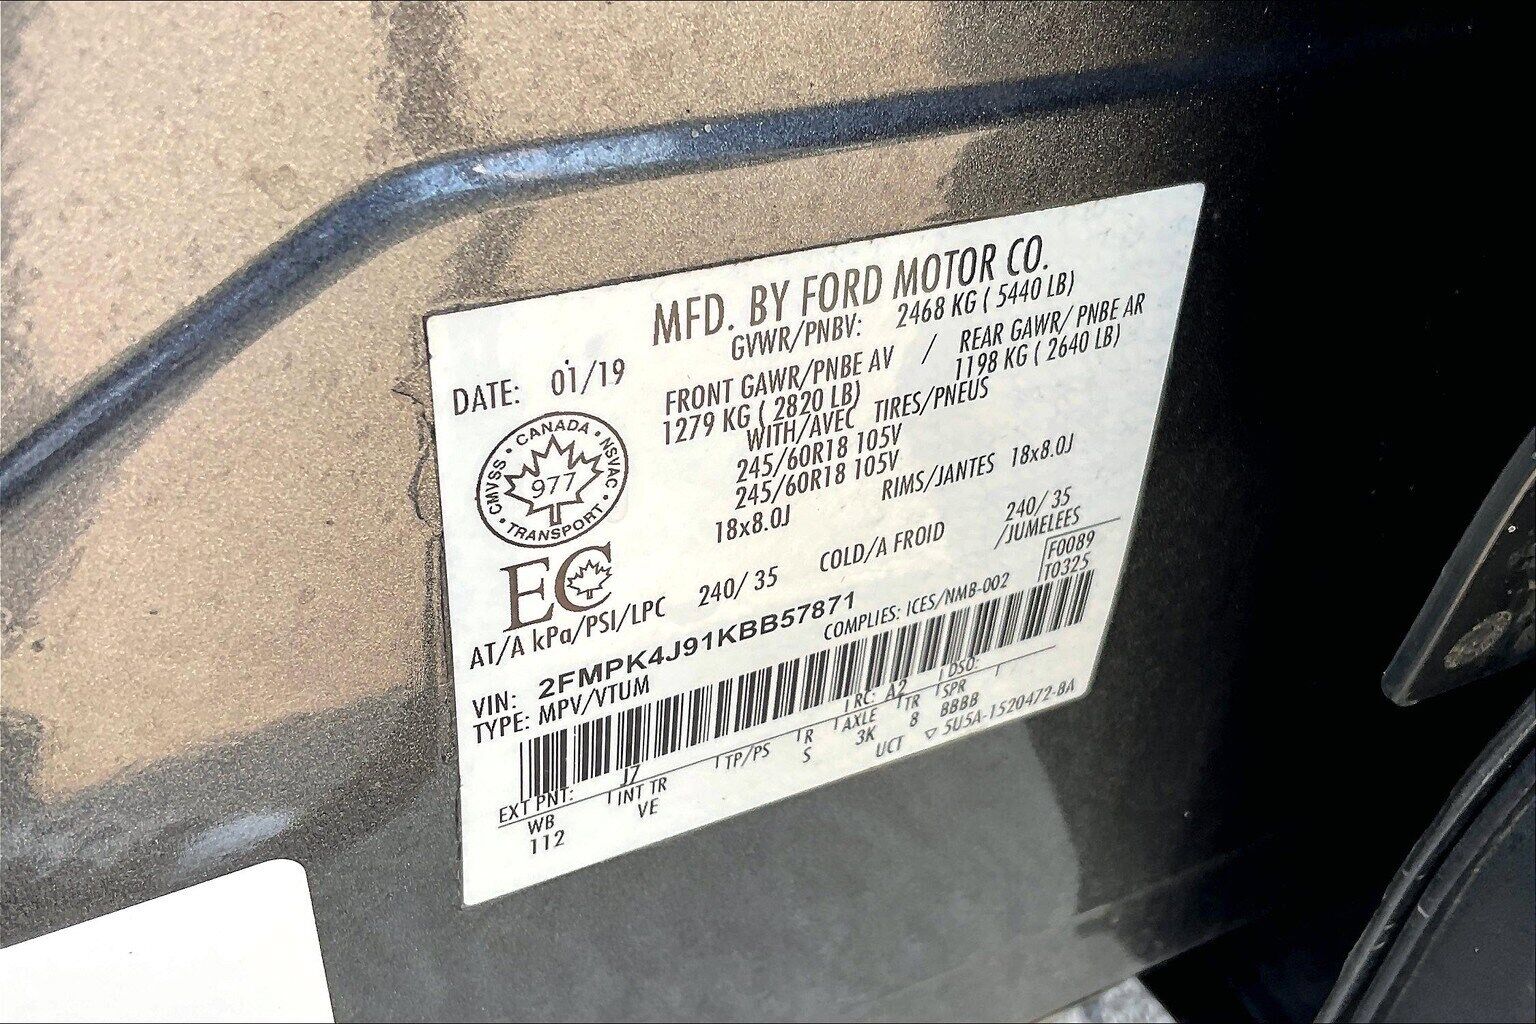 MFD. BY FORD MOTOR CO.
DATE: 01/19
GVWR/PNBV: 2468 KG ( 5440 LB)
FRONT GAWR/PNBE AV / REAR GAWR/ PNBE AR
1279 KG ( 2820 LB) 1198 KG ( 2640 LB)
WITH/AVEC TIRES/PNEUS
245/60R18 105V
245/60R18 105V
18x8.0J RIMS/JANTES 18x8.0J
CANADA
CMVSS
NSVAC
977
TRANSPORT
EC
AT/A kPa/PSI/LPC 240/ 35 COLD/A FROID 240/ 35
/JUMELEES
VIN: 2FMPK4J91KBB57871
F0089
TYPE: MPV/VTUM COMPLIES: ICES/NMB-002 T0325
EXT PNT: J7 RC: A2 DSO:
WB INT TR TP/PS R AXLE TR SPR
112 VE S 3K 8 BBBB
UCT ▽ 5U5A-1520472-BA